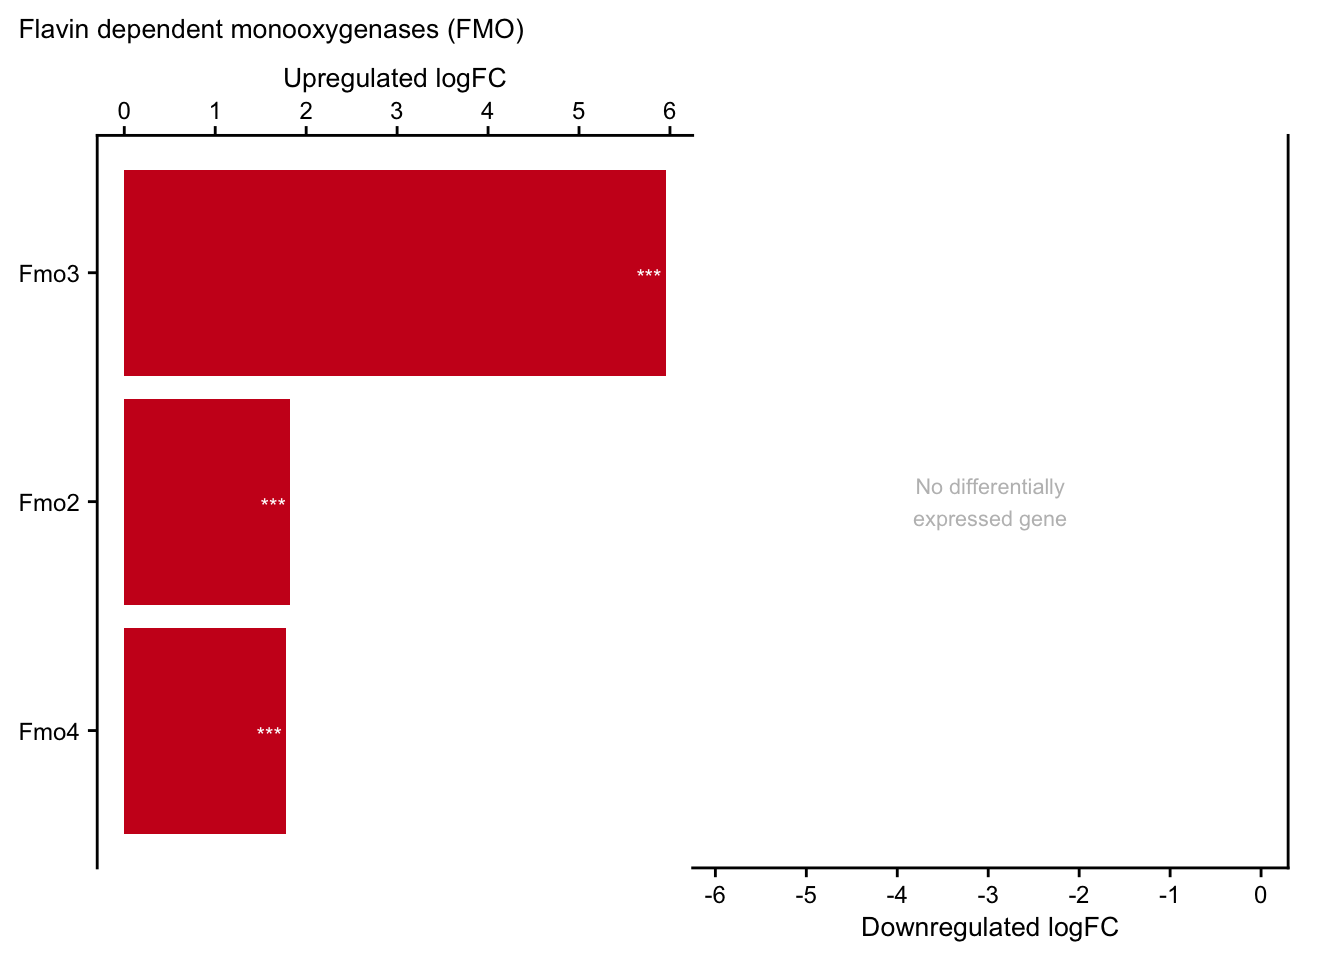 Flavin dependent monooxygenases (FMO)
Upregulated logFC
0 1 2 3 4 5 6
Fmo3 ***
Fmo2 ***
Fmo4 ***
No differentially
expressed gene
-6 -5 -4 -3 -2 -1 0
Downregulated logFC